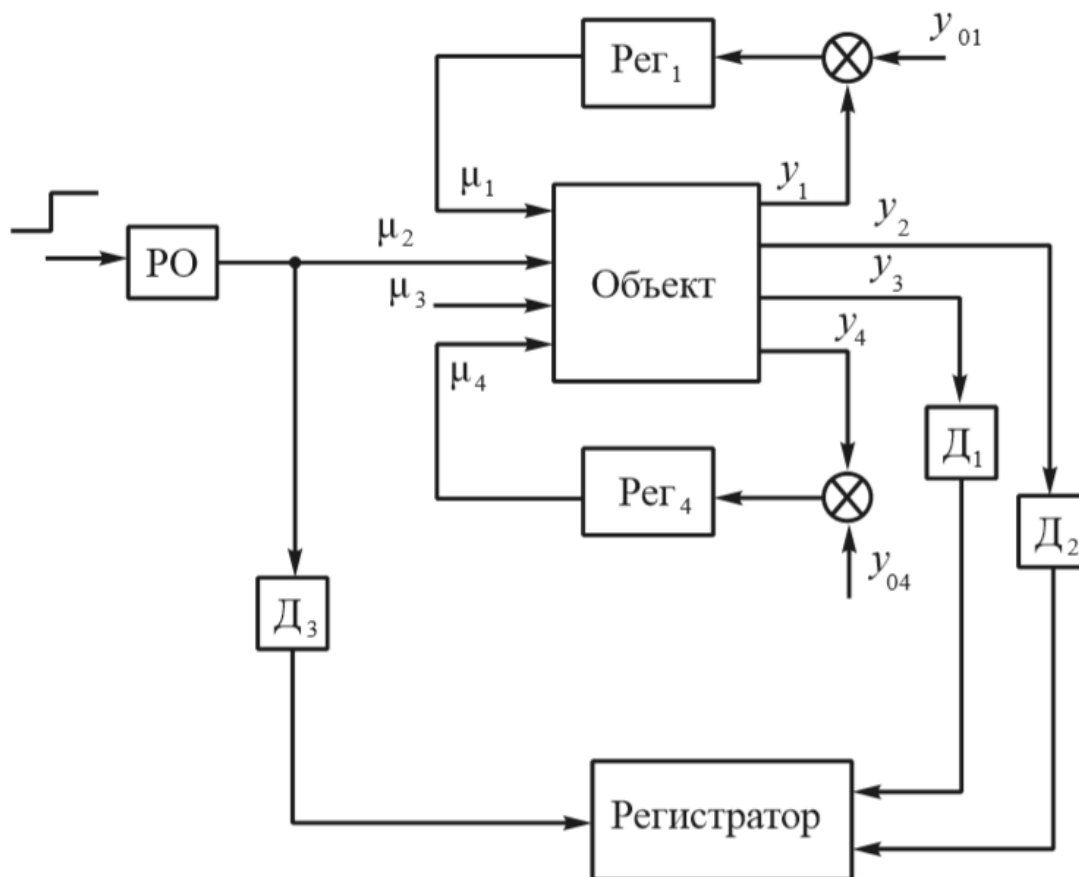 Рег₁
y₀₁
μ₁
y₁
y₂
РО
μ₂
Объект
y₃
μ₃
y₄
μ₄
Рег₄
Д₁
Д₂
y₀₄
Д₃
Регистратор